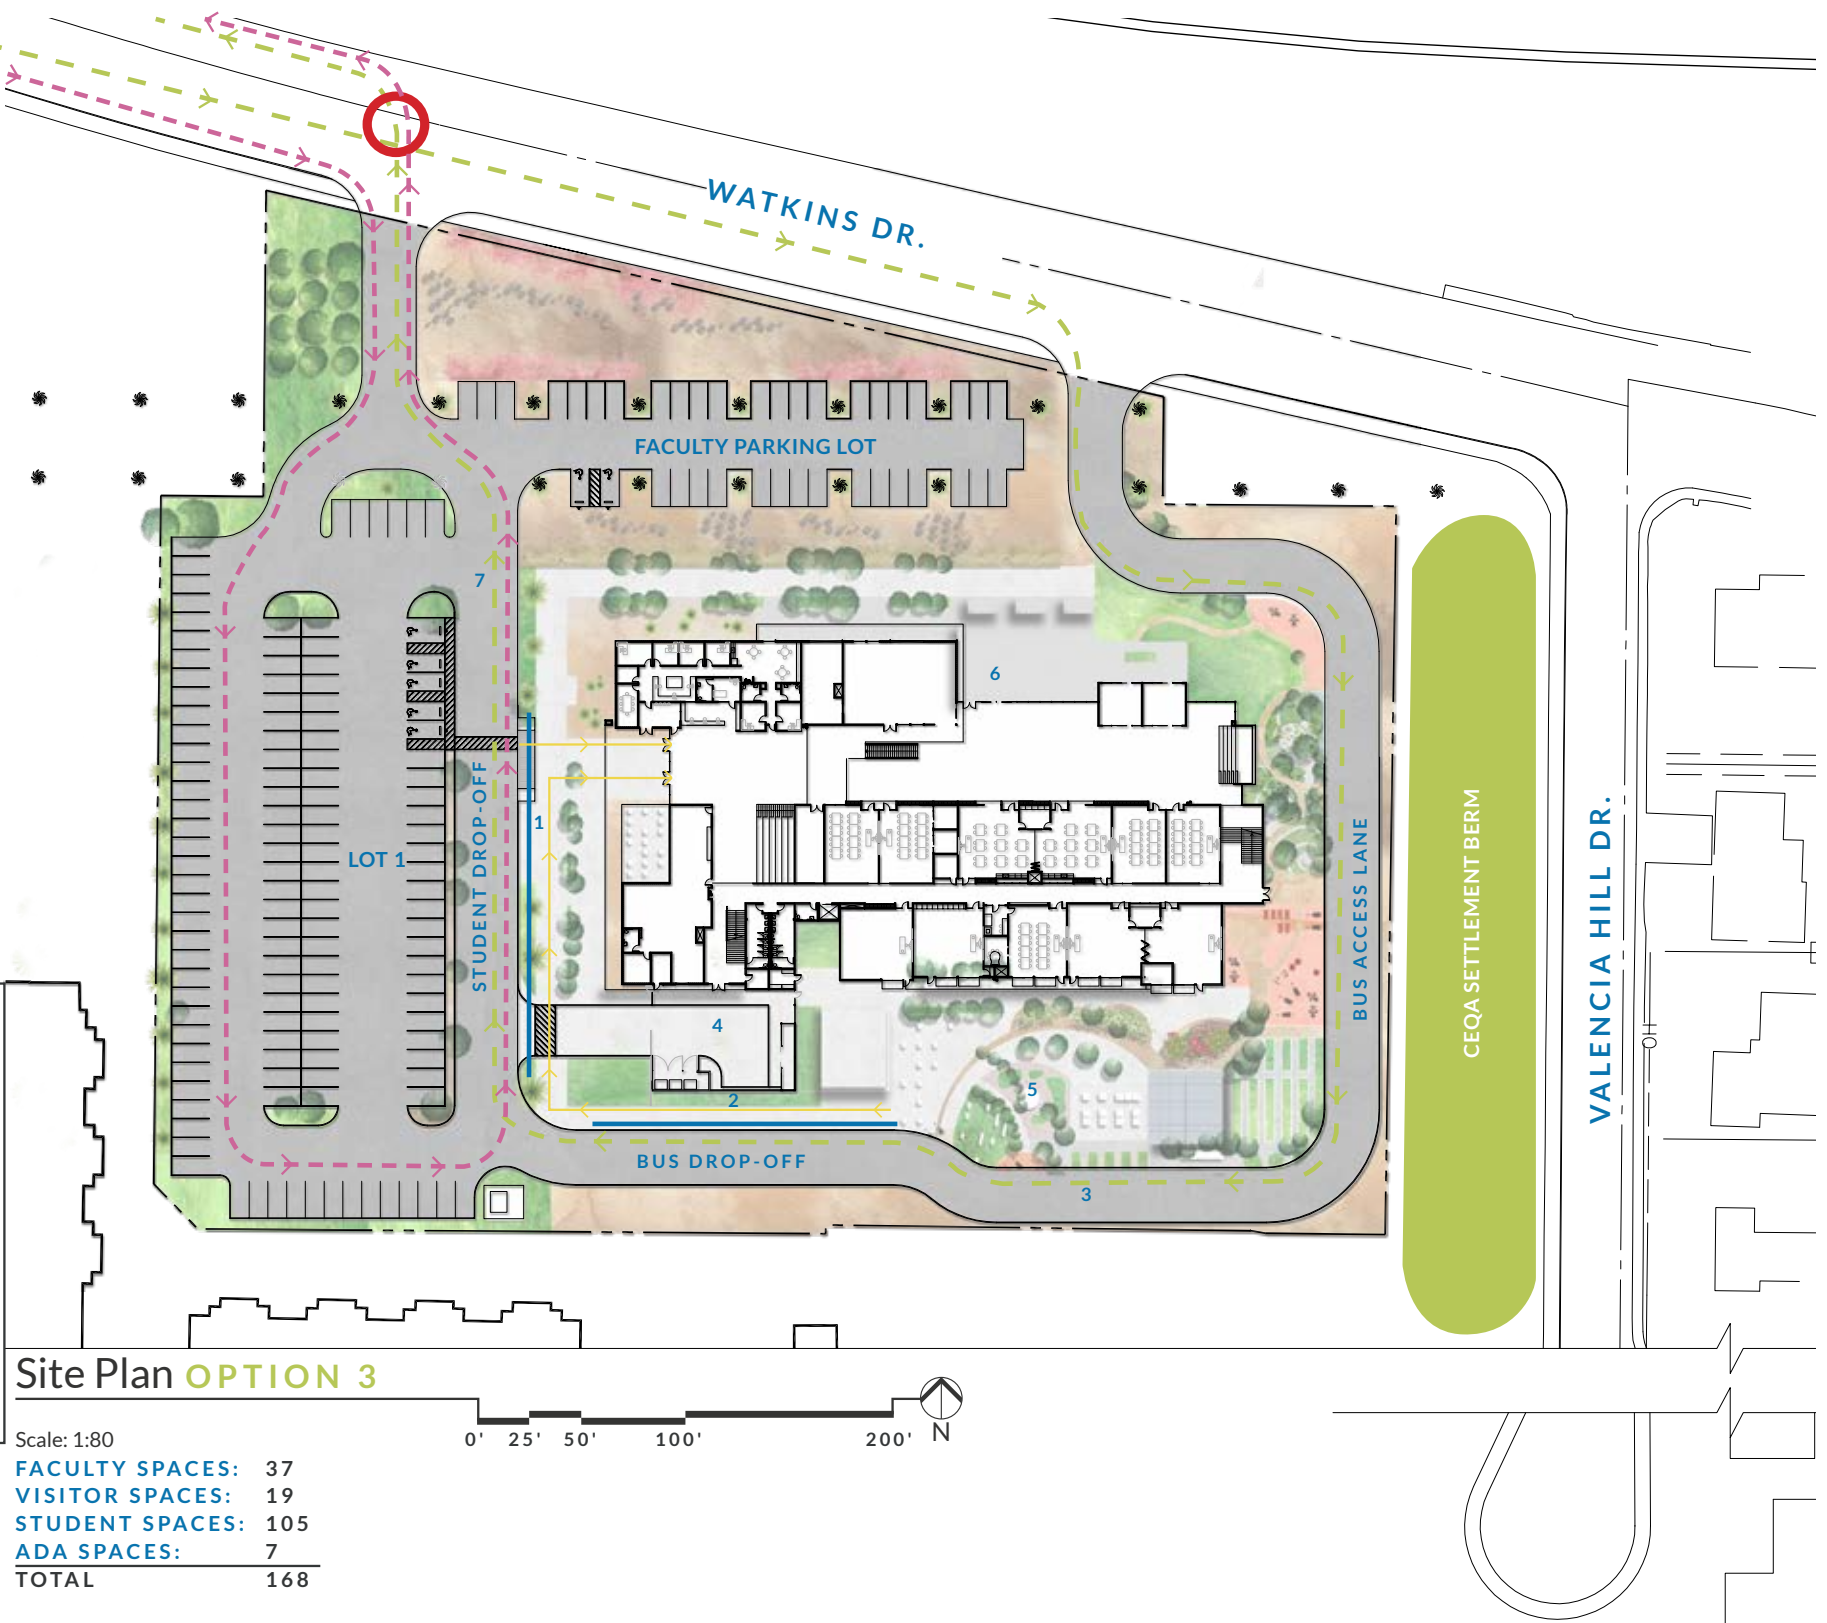 WATKINS DR.
FACULTY PARKING LOT
7
6
STUDENT DROP-OFF
1
LOT 1
BUS ACCESS LANE
CEQA SETTLEMENT BERM
VALENCIA HILL DR.
4
5
2
BUS DROP-OFF
3
Site Plan OPTION 3
Scale: 1:80
0' 25' 50' 100' 200' N
FACULTY SPACES: 37
VISITOR SPACES: 19
STUDENT SPACES: 105
ADA SPACES: 7
TOTAL 168